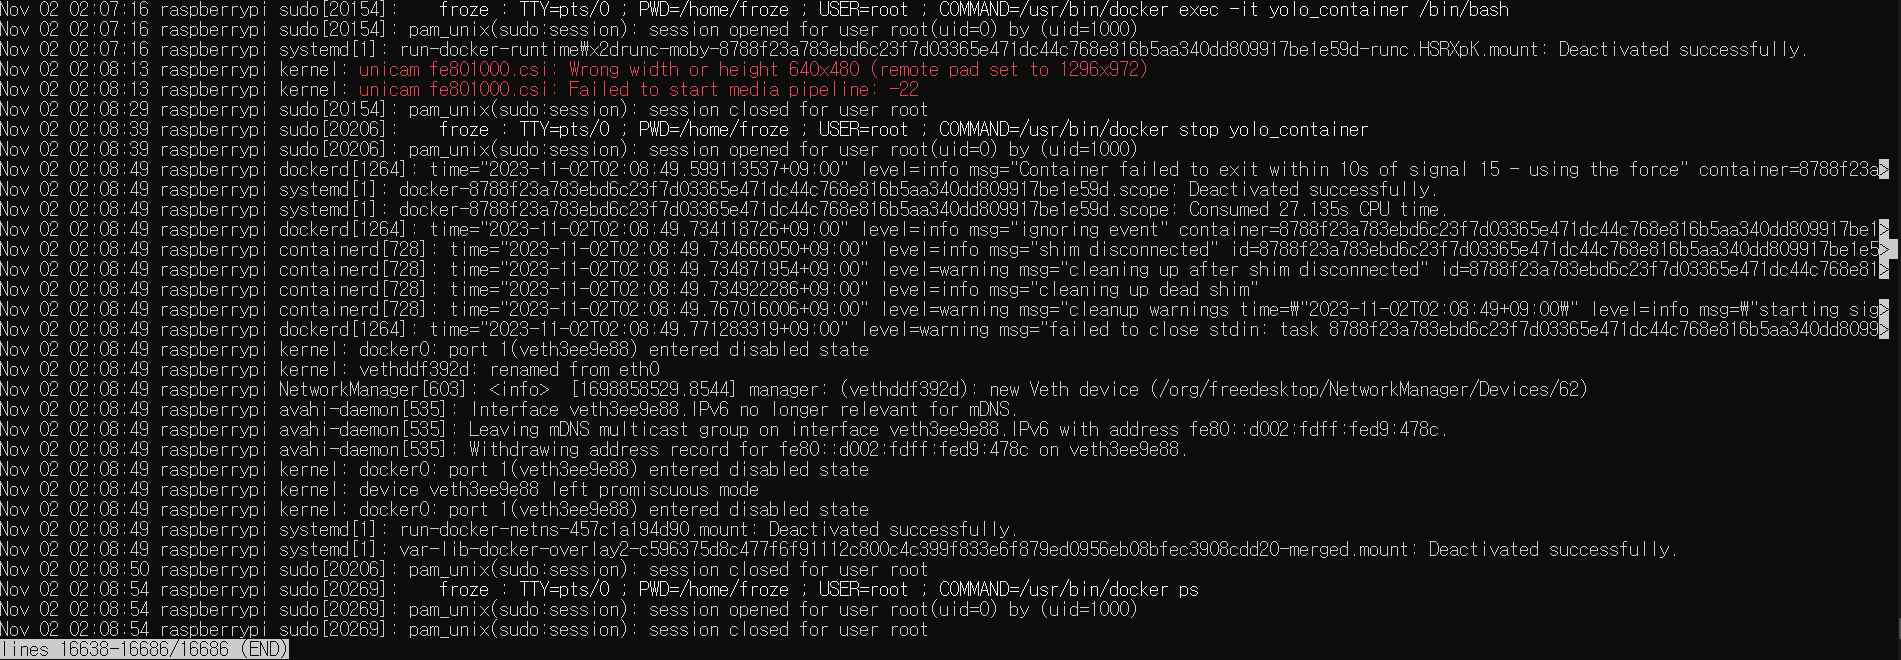 Nov 02 02:07:16 raspberrypi sudo[20154]:    froze : TTY=pts/0 ; PWD=/home/froze ; USER=root ; COMMAND=/usr/bin/docker exec -it yolo_container /bin/bash
Nov 02 02:07:16 raspberrypi sudo[20154]: pam_unix(sudo:session): session opened for user root(uid=0) by (uid=1000)
Nov 02 02:07:16 raspberrypi systemd[1]: run-docker-runtime₩x2drunc-moby-8788f23a783ebd6c23f7d03365e471dc44c768e816b5aa340dd809917be1e59d-runc.HSRXpK.mount: Deactivated successfully.
Nov 02 02:08:13 raspberrypi kernel: unicam fe801000.csi: Wrong width or height 640x480 (remote pad set to 1296x972)
Nov 02 02:08:13 raspberrypi kernel: unicam fe801000.csi: Failed to start media pipeline: -22
Nov 02 02:08:29 raspberrypi sudo[20154]: pam_unix(sudo:session): session closed for user root
Nov 02 02:08:39 raspberrypi sudo[20206]:    froze : TTY=pts/0 ; PWD=/home/froze ; USER=root ; COMMAND=/usr/bin/docker stop yolo_container
Nov 02 02:08:39 raspberrypi sudo[20206]: pam_unix(sudo:session): session opened for user root(uid=0) by (uid=1000)
Nov 02 02:08:49 raspberrypi dockerd[1264]: time="2023-11-02T02:08:49.599113537+09:00" level=info msg="Container failed to exit within 10s of signal 15 - using the force" container=8788f23a>
Nov 02 02:08:49 raspberrypi systemd[1]: docker-8788f23a783ebd6c23f7d03365e471dc44c768e816b5aa340dd809917be1e59d.scope: Deactivated successfully.
Nov 02 02:08:49 raspberrypi systemd[1]: docker-8788f23a783ebd6c23f7d03365e471dc44c768e816b5aa340dd809917be1e59d.scope: Consumed 27.135s CPU time.
Nov 02 02:08:49 raspberrypi dockerd[1264]: time="2023-11-02T02:08:49.734118726+09:00" level=info msg="ignoring event" container=8788f23a783ebd6c23f7d03365e471dc44c768e816b5aa340dd809917be1>
Nov 02 02:08:49 raspberrypi containerd[728]: time="2023-11-02T02:08:49.734666050+09:00" level=info msg="shim disconnected" id=8788f23a783ebd6c23f7d03365e471dc44c768e816b5aa340dd809917be1e5>
Nov 02 02:08:49 raspberrypi containerd[728]: time="2023-11-02T02:08:49.734871954+09:00" level=warning msg="cleaning up after shim disconnected" id=8788f23a783ebd6c23f7d03365e471dc44c768e81>
Nov 02 02:08:49 raspberrypi containerd[728]: time="2023-11-02T02:08:49.734922286+09:00" level=info msg="cleaning up dead shim"
Nov 02 02:08:49 raspberrypi containerd[728]: time="2023-11-02T02:08:49.767016006+09:00" level=warning msg="cleanup warnings time=₩"2023-11-02T02:08:49+09:00₩" level=info msg=₩"starting sig>
Nov 02 02:08:49 raspberrypi dockerd[1264]: time="2023-11-02T02:08:49.771283319+09:00" level=warning msg="failed to close stdin: task 8788f23a783ebd6c23f7d03365e471dc44c768e816b5aa340dd8099>
Nov 02 02:08:49 raspberrypi kernel: docker0: port 1(veth3ee9e88) entered disabled state
Nov 02 02:08:49 raspberrypi kernel: vethddf392d: renamed from eth0
Nov 02 02:08:49 raspberrypi NetworkManager[603]: <info>  [1698858529.8544] manager: (vethddf392d): new Veth device (/org/freedesktop/NetworkManager/Devices/62)
Nov 02 02:08:49 raspberrypi avahi-daemon[535]: Interface veth3ee9e88.IPv6 no longer relevant for mDNS.
Nov 02 02:08:49 raspberrypi avahi-daemon[535]: Leaving mDNS multicast group on interface veth3ee9e88.IPv6 with address fe80::d002:fdff:fed9:478c.
Nov 02 02:08:49 raspberrypi avahi-daemon[535]: Withdrawing address record for fe80::d002:fdff:fed9:478c on veth3ee9e88.
Nov 02 02:08:49 raspberrypi kernel: docker0: port 1(veth3ee9e88) entered disabled state
Nov 02 02:08:49 raspberrypi kernel: device veth3ee9e88 left promiscuous mode
Nov 02 02:08:49 raspberrypi kernel: docker0: port 1(veth3ee9e88) entered disabled state
Nov 02 02:08:49 raspberrypi systemd[1]: run-docker-netns-457c1a194d90.mount: Deactivated successfully.
Nov 02 02:08:49 raspberrypi systemd[1]: var-lib-docker-overlay2-c596375d8c477f6f91112c800c4c399f833e6f879ed0956eb08bfec3908cdd20-merged.mount: Deactivated successfully.
Nov 02 02:08:50 raspberrypi sudo[20206]: pam_unix(sudo:session): session closed for user root
Nov 02 02:08:54 raspberrypi sudo[20269]:    froze : TTY=pts/0 ; PWD=/home/froze ; USER=root ; COMMAND=/usr/bin/docker ps
Nov 02 02:08:54 raspberrypi sudo[20269]: pam_unix(sudo:session): session opened for user root(uid=0) by (uid=1000)
Nov 02 02:08:54 raspberrypi sudo[20269]: pam_unix(sudo:session): session closed for user root
lines 16638-16686/16686 (END)